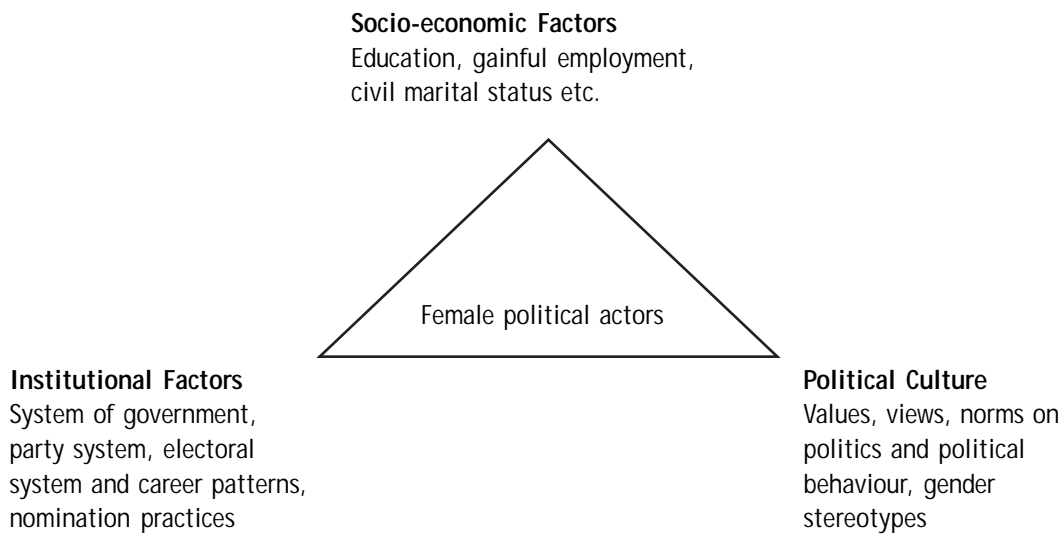 Socio-economic Factors
Education, gainful employment,
civil marital status etc.
Female political actors
Institutional Factors
System of government,
party system, electoral
system and career patterns,
nomination practices
Political Culture
Values, views, norms on
politics and political
behaviour, gender
stereotypes